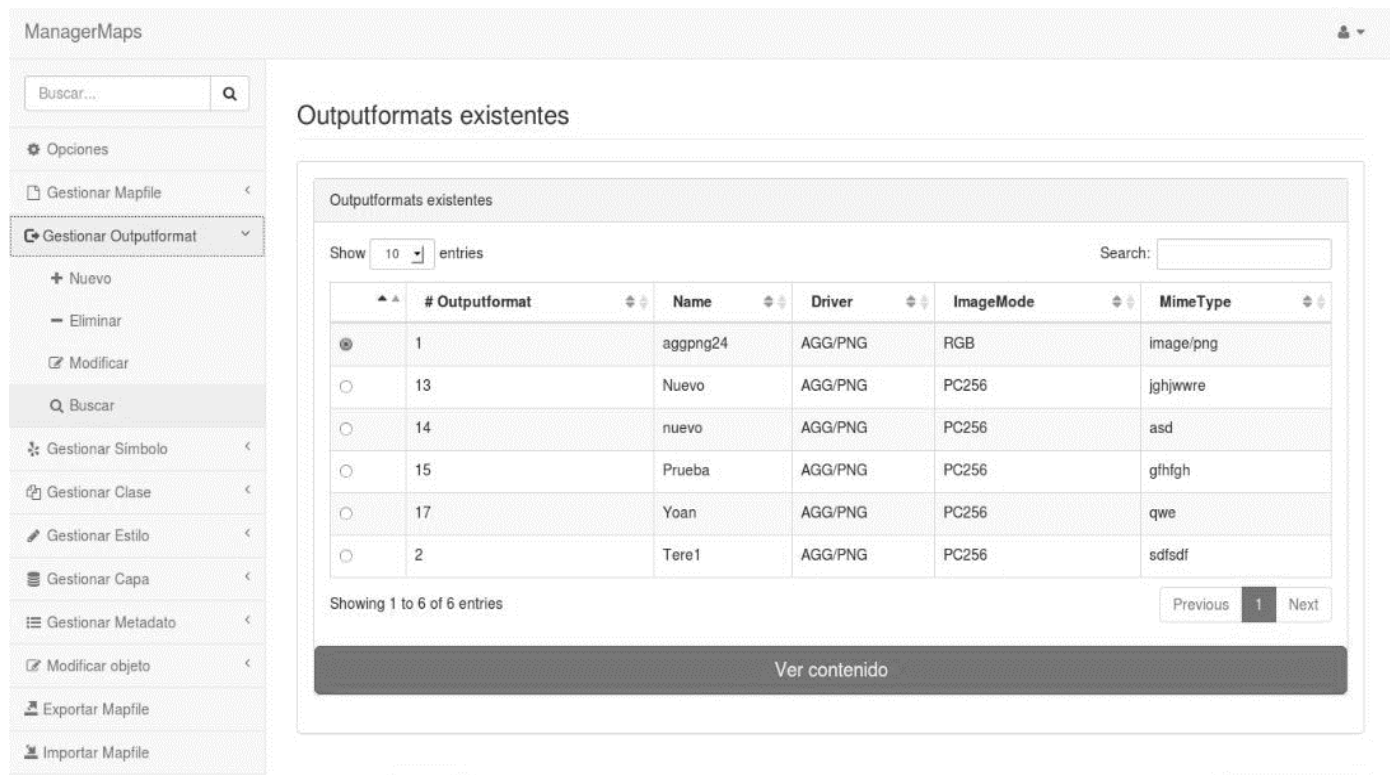 ManagerMaps
Buscar...
Opciones
Gestionar Mapfile
Gestionar Outputformat
Nuevo
Eliminar
Modificar
Buscar
Gestionar Símbolo
Gestionar Clase
Gestionar Estilo
Gestionar Capa
Gestionar Metadato
Modificar objeto
Exportar Mapfile
Importar Mapfile
Outputformats existentes
Outputformats existentes
Show 10 entries Search:
# Outputformat Name Driver ImageMode MimeType
1 aggpng24 AGG/PNG RGB image/png
13 Nuevo AGG/PNG PC256 jghjwwre
14 nuevo AGG/PNG PC256 asd
15 Prueba AGG/PNG PC256 gfhfgh
17 Yoan AGG/PNG PC256 qwe
2 Tere1 AGG/PNG PC256 sdfsdf
Showing 1 to 6 of 6 entries Previous 1 Next
Ver contenido